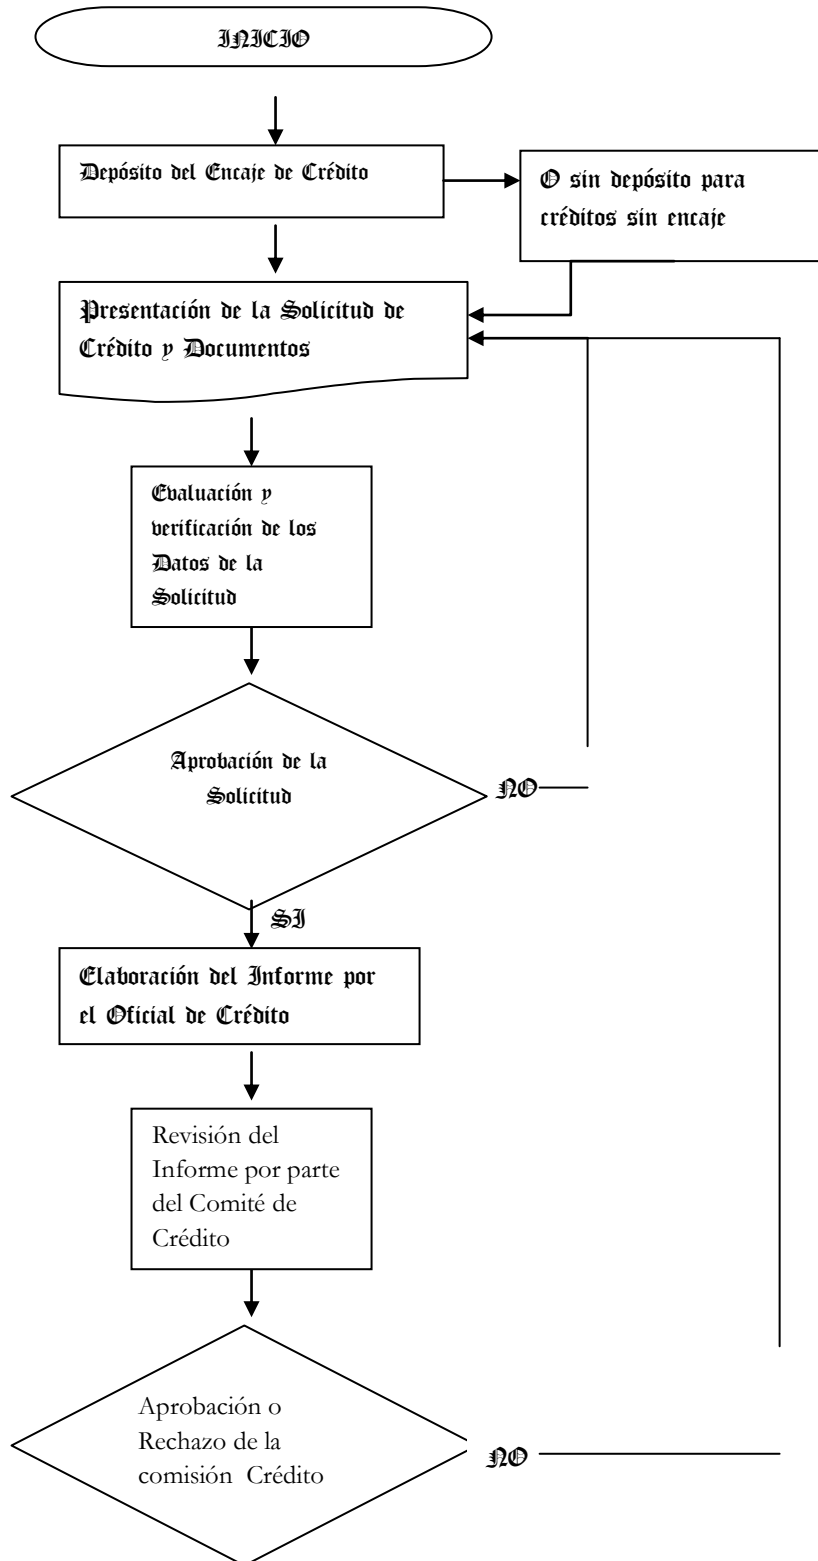 INICIO
Depósito del Encaje de Crédito
O sin depósito para
créditos sin encaje
Presentación de la Solicitud de
Crédito y Documentos
Evaluación y
verificación de los
Datos de la
Solicitud
Aprobación de la
Solicitud
NO
SI
Elaboración del Informe por
el Oficial de Crédito
Revisión del
Informe por parte
del Comité de
Crédito
Aprobación o
Rechazo de la
comisión Crédito
NO